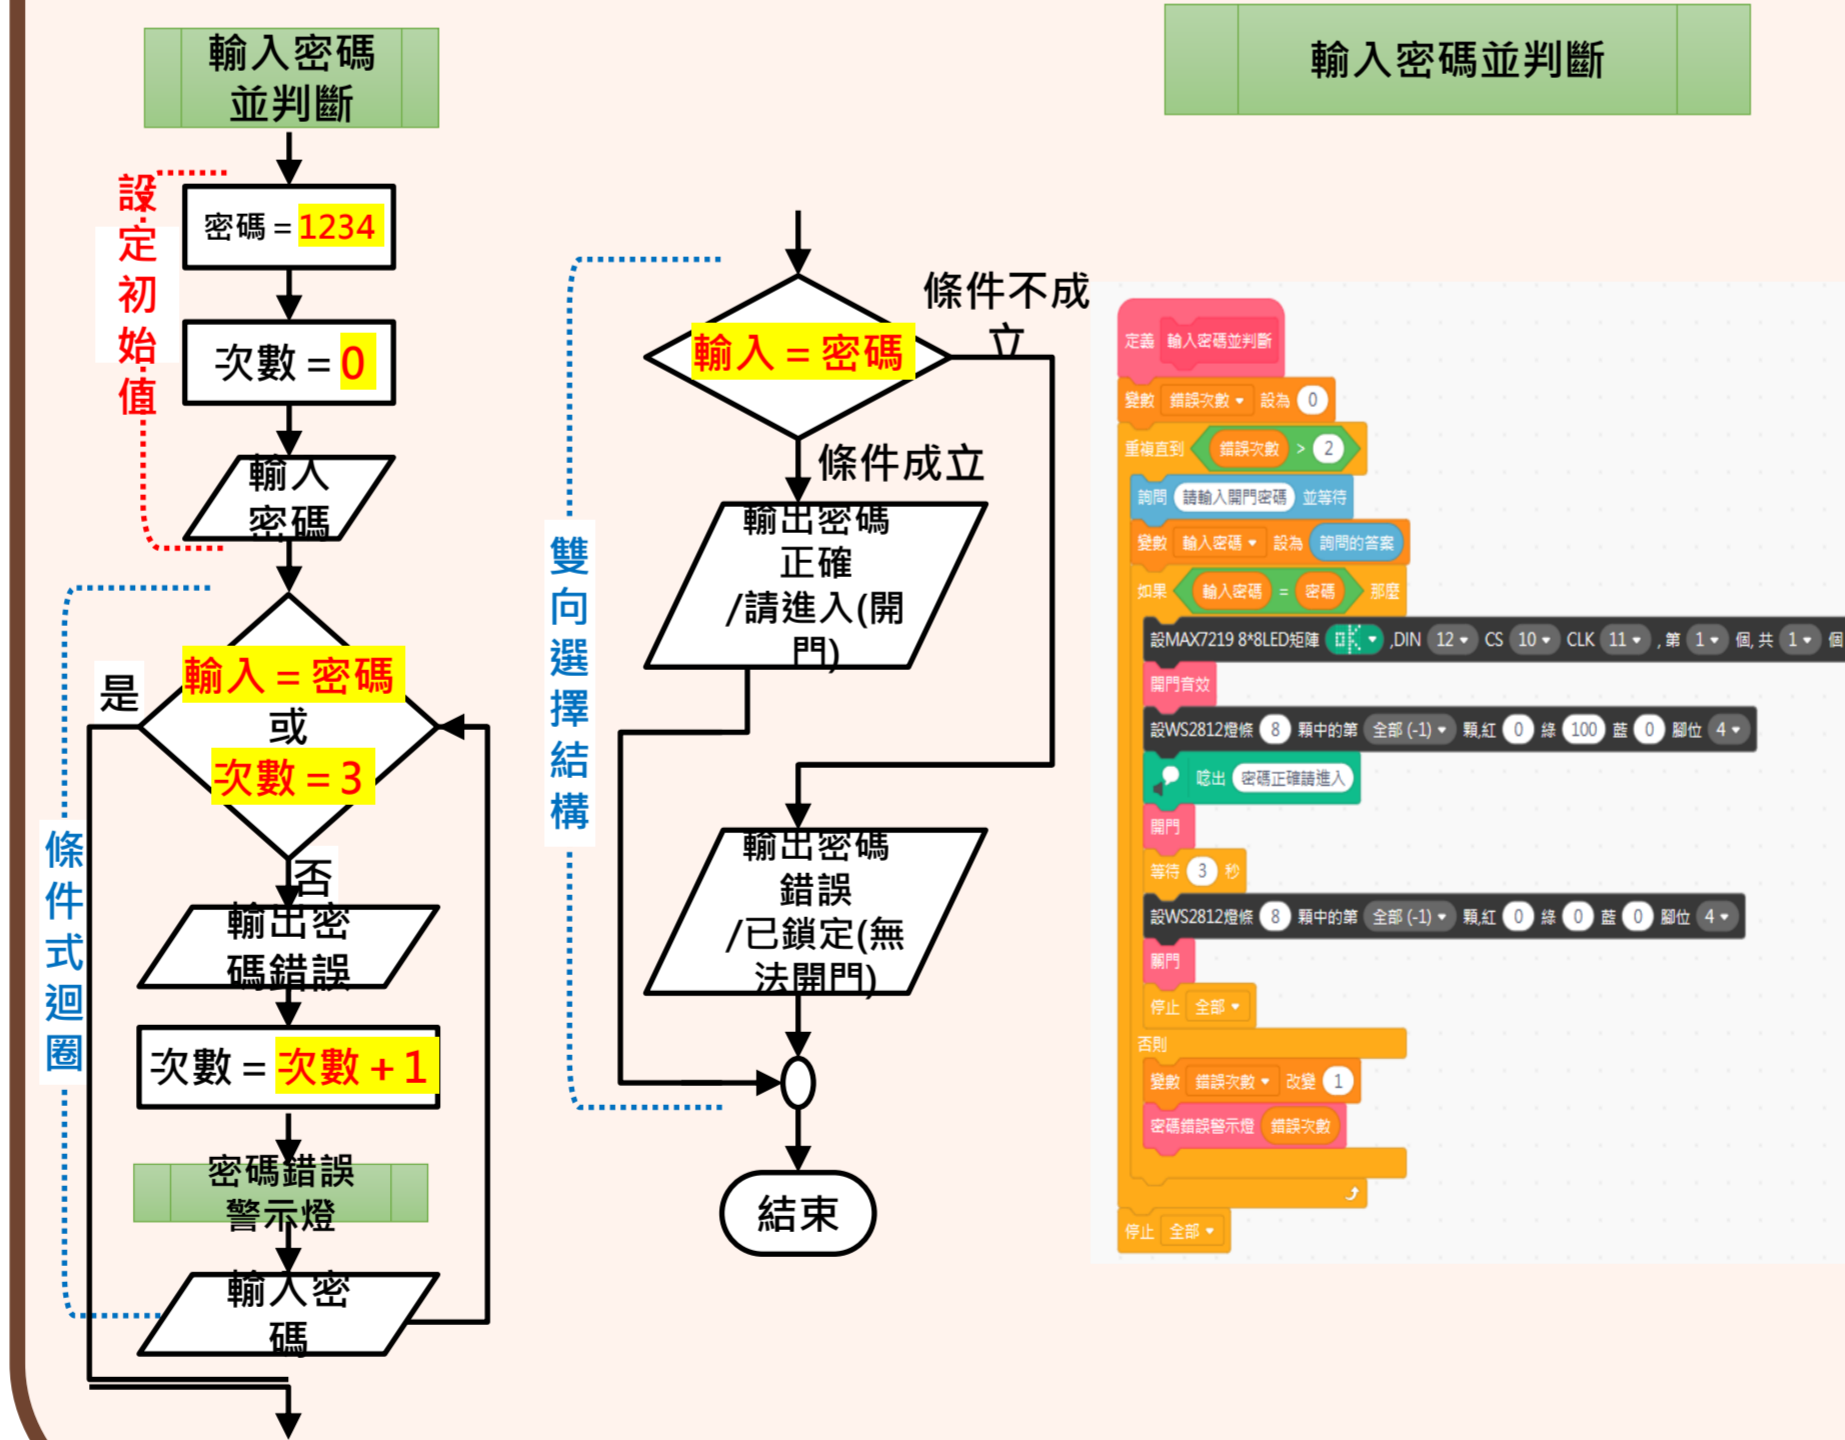 輸入密碼
並判斷
設定初始值
密碼 = 1234
次數 = 0
輸入
密碼
條件式迴圈
輸入 = 密碼
或
次數 = 3
是
否
輸出密
碼錯誤
次數 = 次數 + 1
密碼錯誤
警示燈
輸入密
碼
雙向選擇結構
輸入 = 密碼
條件不成
立
條件成立
輸出密碼
正確
/請進入(開
門)
輸出密碼
錯誤
/已鎖定(無
法開門)
結束
輸入密碼並判斷
定義 輸入密碼並判斷
變數 錯誤次數 設為 0
重複直到 錯誤次數 > 2
詢問 請輸入開門密碼 並等待
變數 輸入密碼 設為 詢問的答案
如果 輸入密碼 = 密碼 那麼
設MAX7219 8*8LED矩陣 ,DIN 12 CS 10 CLK 11 , 第 1 個, 共 1 個
開門音效
設WS2812燈條 8 顆中的第 全部 (-1) 顆,紅 0 綠 100 藍 0 腳位 4
唸出 密碼正確請進入
開門
等待 3 秒
設WS2812燈條 8 顆中的第 全部 (-1) 顆,紅 0 綠 0 藍 0 腳位 4
關門
停止 全部
否則
變數 錯誤次數 改變 1
密碼錯誤警示燈 錯誤次數
停止 全部